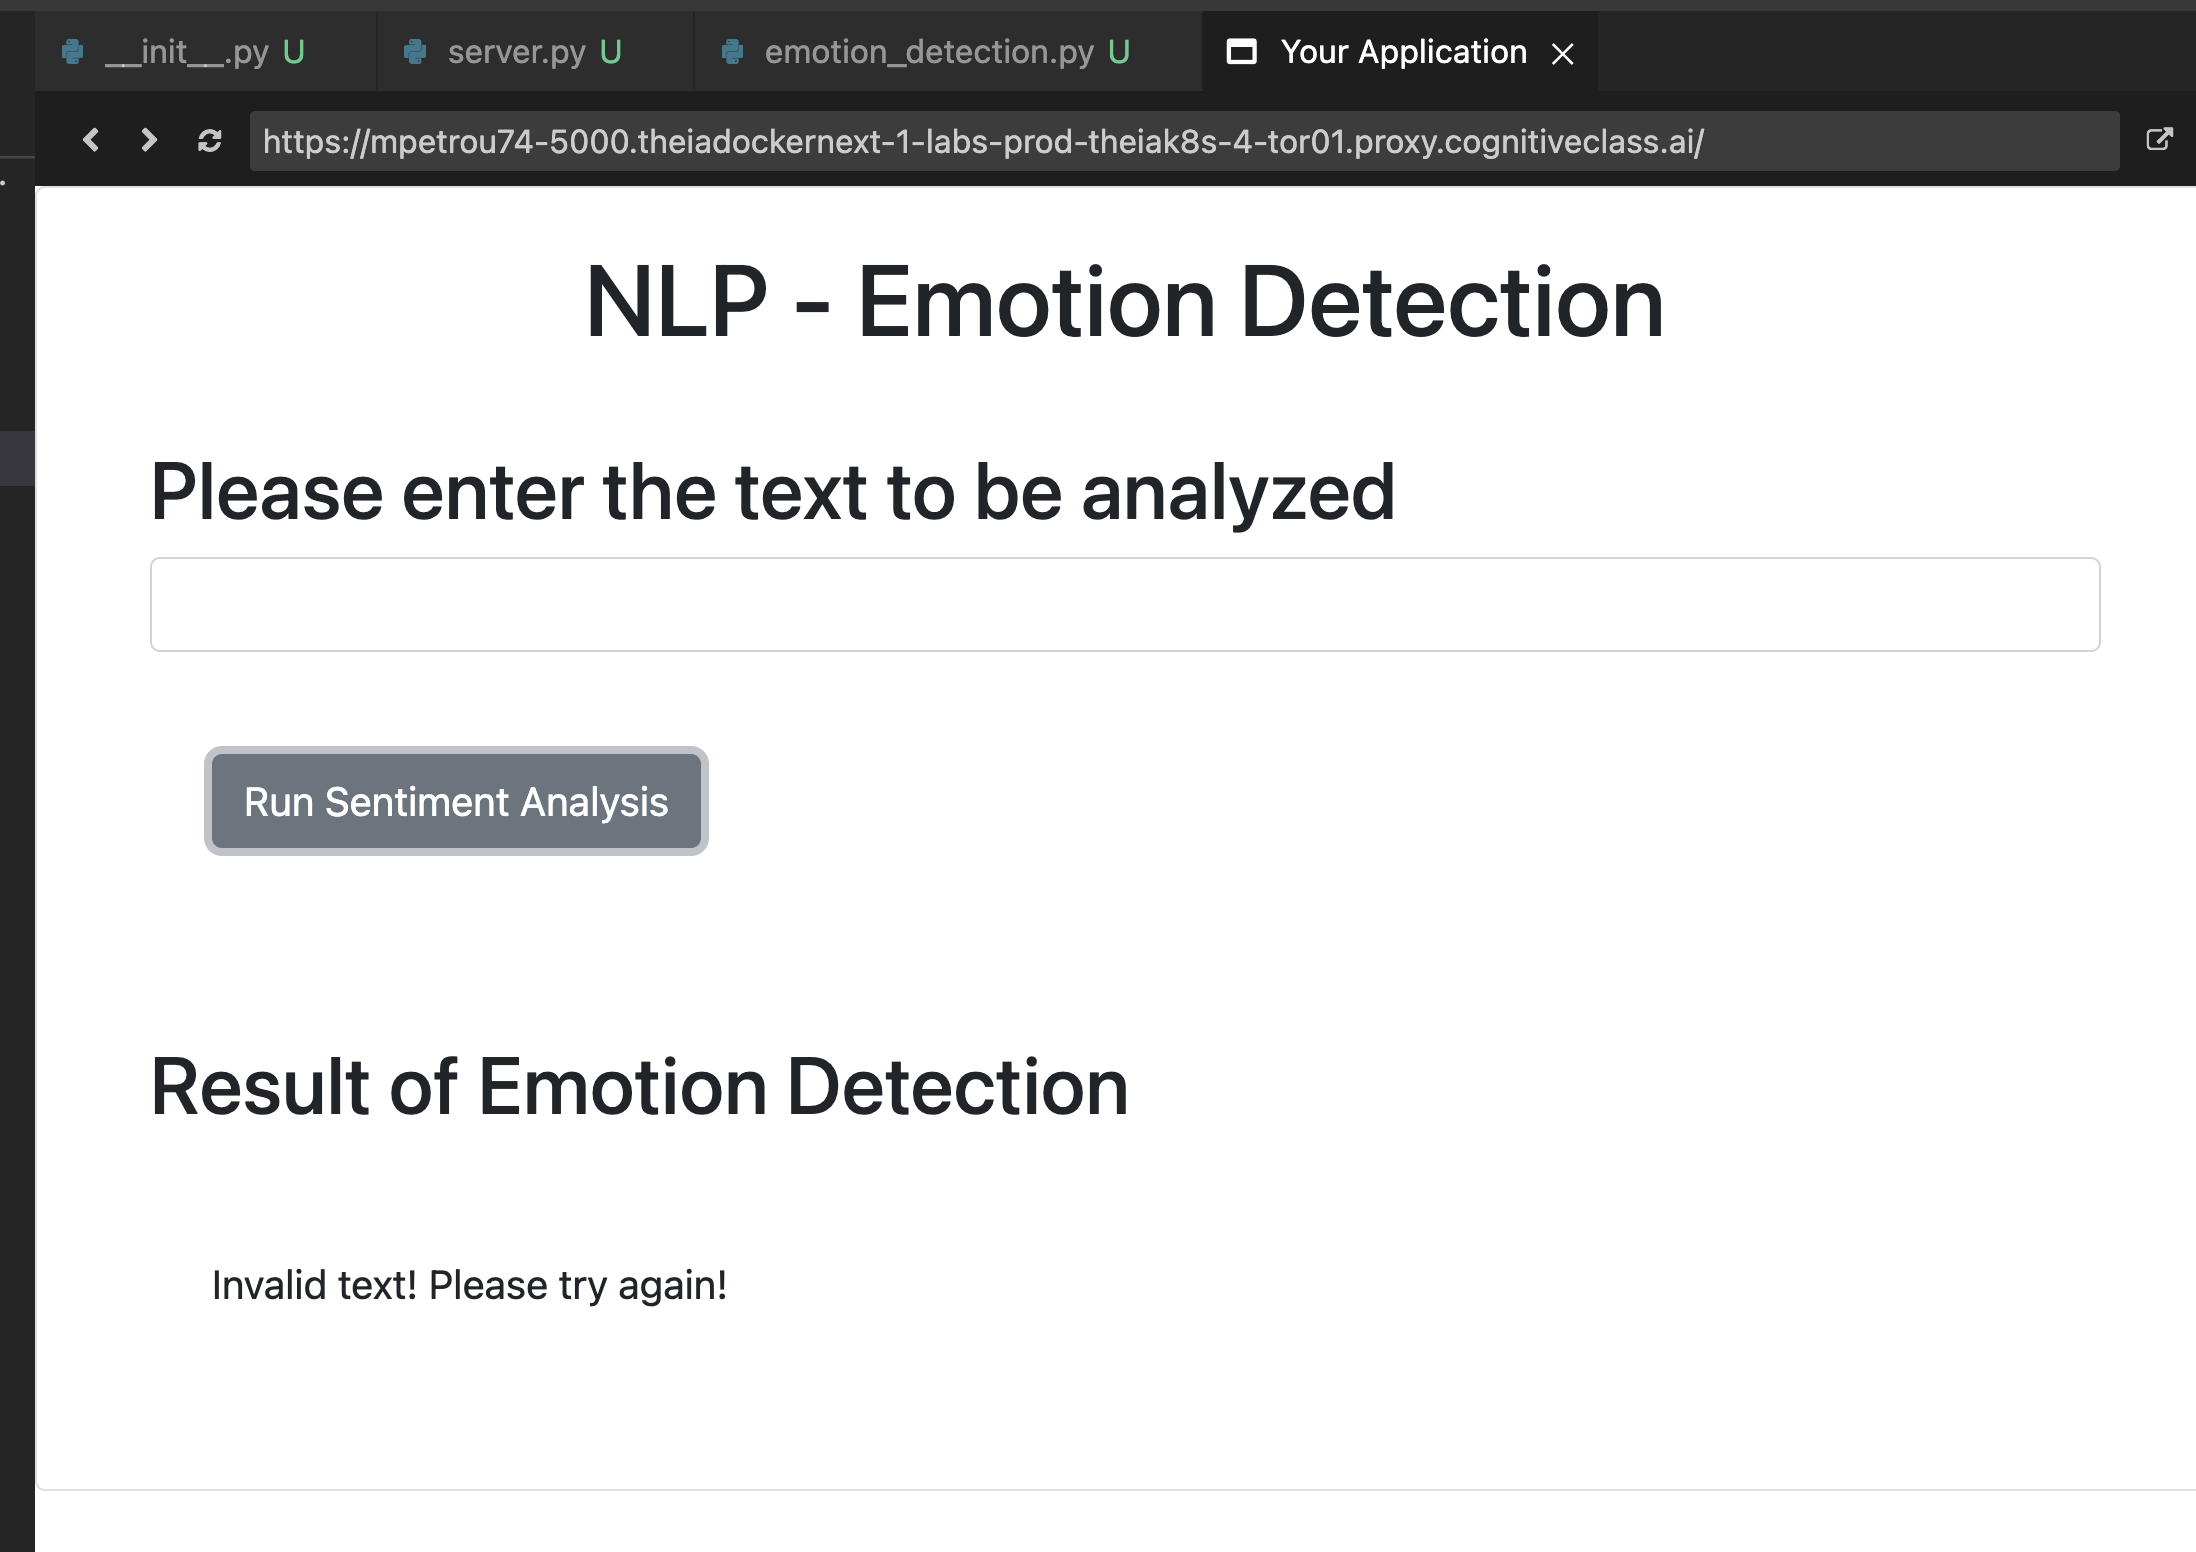 __init__.py U server.py U emotion_detection.py U Your Application
https://mpetrou74-5000.theiadockernext-1-labs-prod-theiak8s-4-tor01.proxy.cognitiveclass.ai/
NLP - Emotion Detection
Please enter the text to be analyzed
Run Sentiment Analysis
Result of Emotion Detection
Invalid text! Please try again!